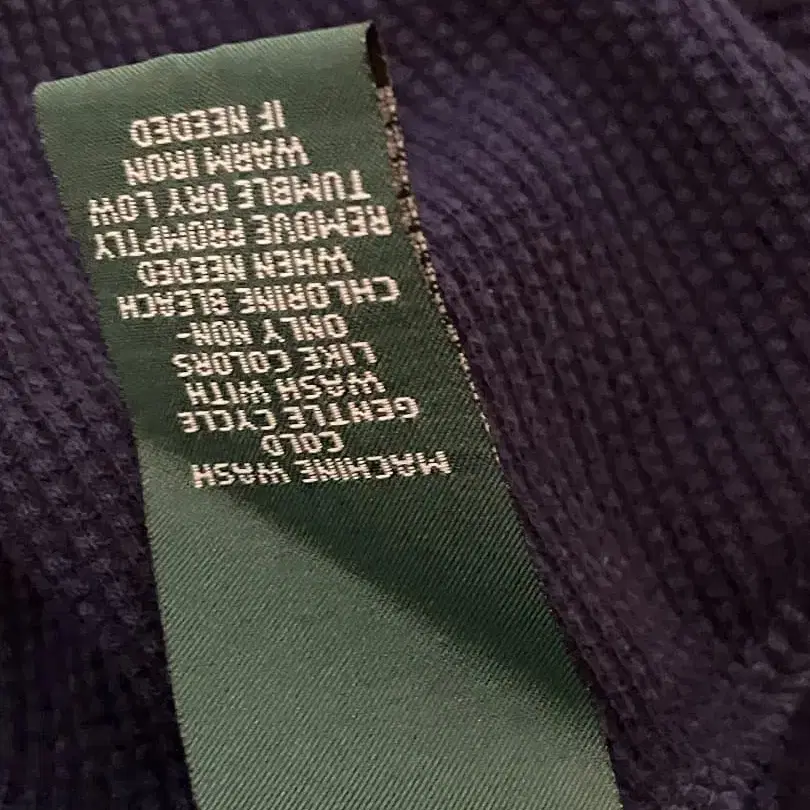 MACHINE WASH
COLD
GENTLE CYCLE
WASH WITH
LIKE COLORS
ONLY NON-
CHLORINE BLEACH
WHEN NEEDED
REMOVE PROMPTLY
TUMBLE DRY LOW
WARM IRON
IF NEEDED